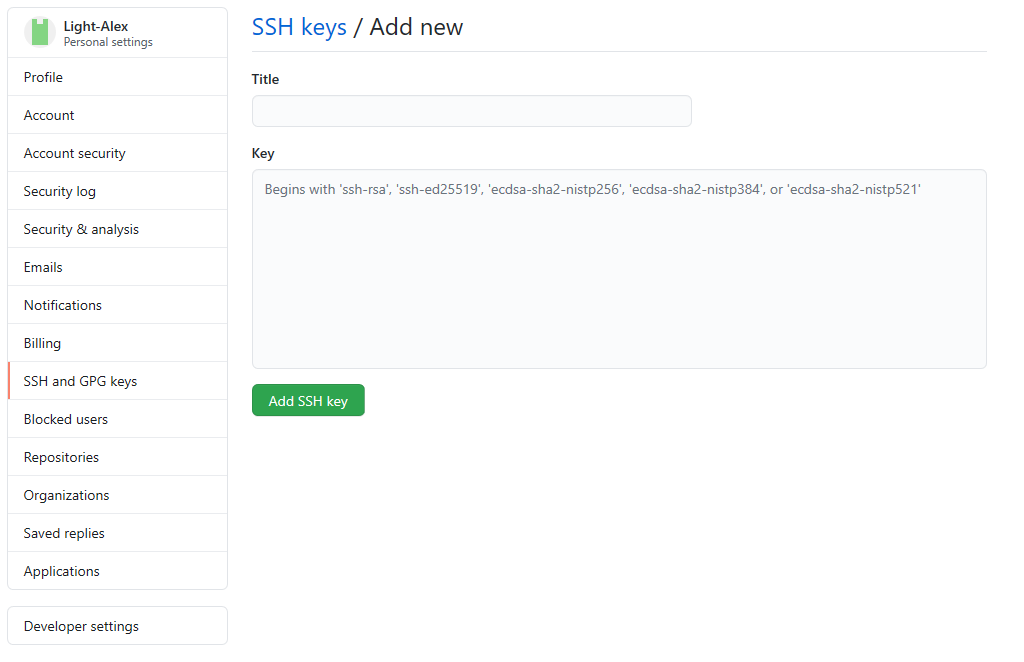 Light-Alex
Personal settings
Profile
Account
Account security
Security log
Security & analysis
Emails
Notifications
Billing
SSH and GPG keys
Blocked users
Repositories
Organizations
Saved replies
Applications
Developer settings
SSH keys / Add new
Title
Key
Begins with 'ssh-rsa', 'ssh-ed25519', 'ecdsa-sha2-nistp256', 'ecdsa-sha2-nistp384', or 'ecdsa-sha2-nistp521'
Add SSH key